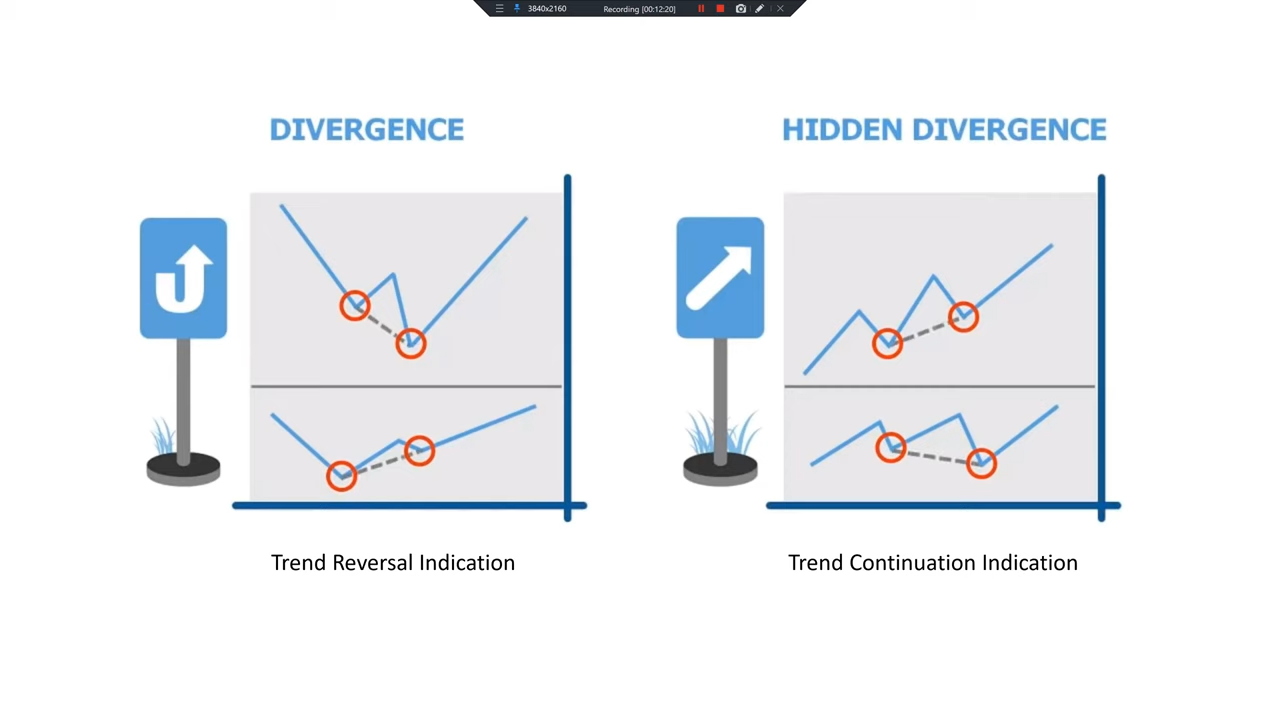 3840x2160 Recording [00:12:20]
DIVERGENCE
HIDDEN DIVERGENCE
Trend Reversal Indication
Trend Continuation Indication